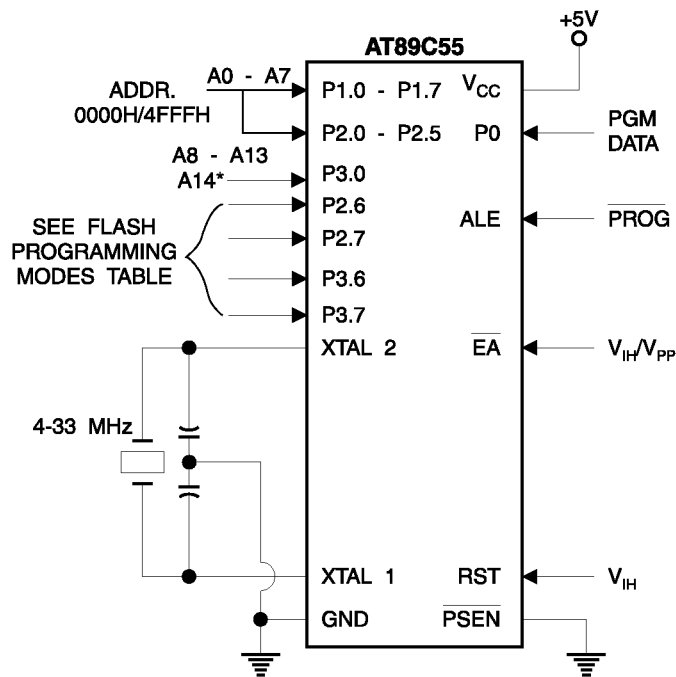 +5V
AT89C55
A0 - A7
ADDR.
0000H/4FFFH
P1.0 - P1.7
VCC
P2.0 - P2.5
P0
PGM
DATA
A8 - A13
A14*
P3.0
P2.6
SEE FLASH
PROGRAMMING
MODES TABLE
P2.7
ALE
PROG
P3.6
P3.7
XTAL 2
EA
VIH/VPP
4-33 MHz
XTAL 1
RST
VIH
GND
PSEN